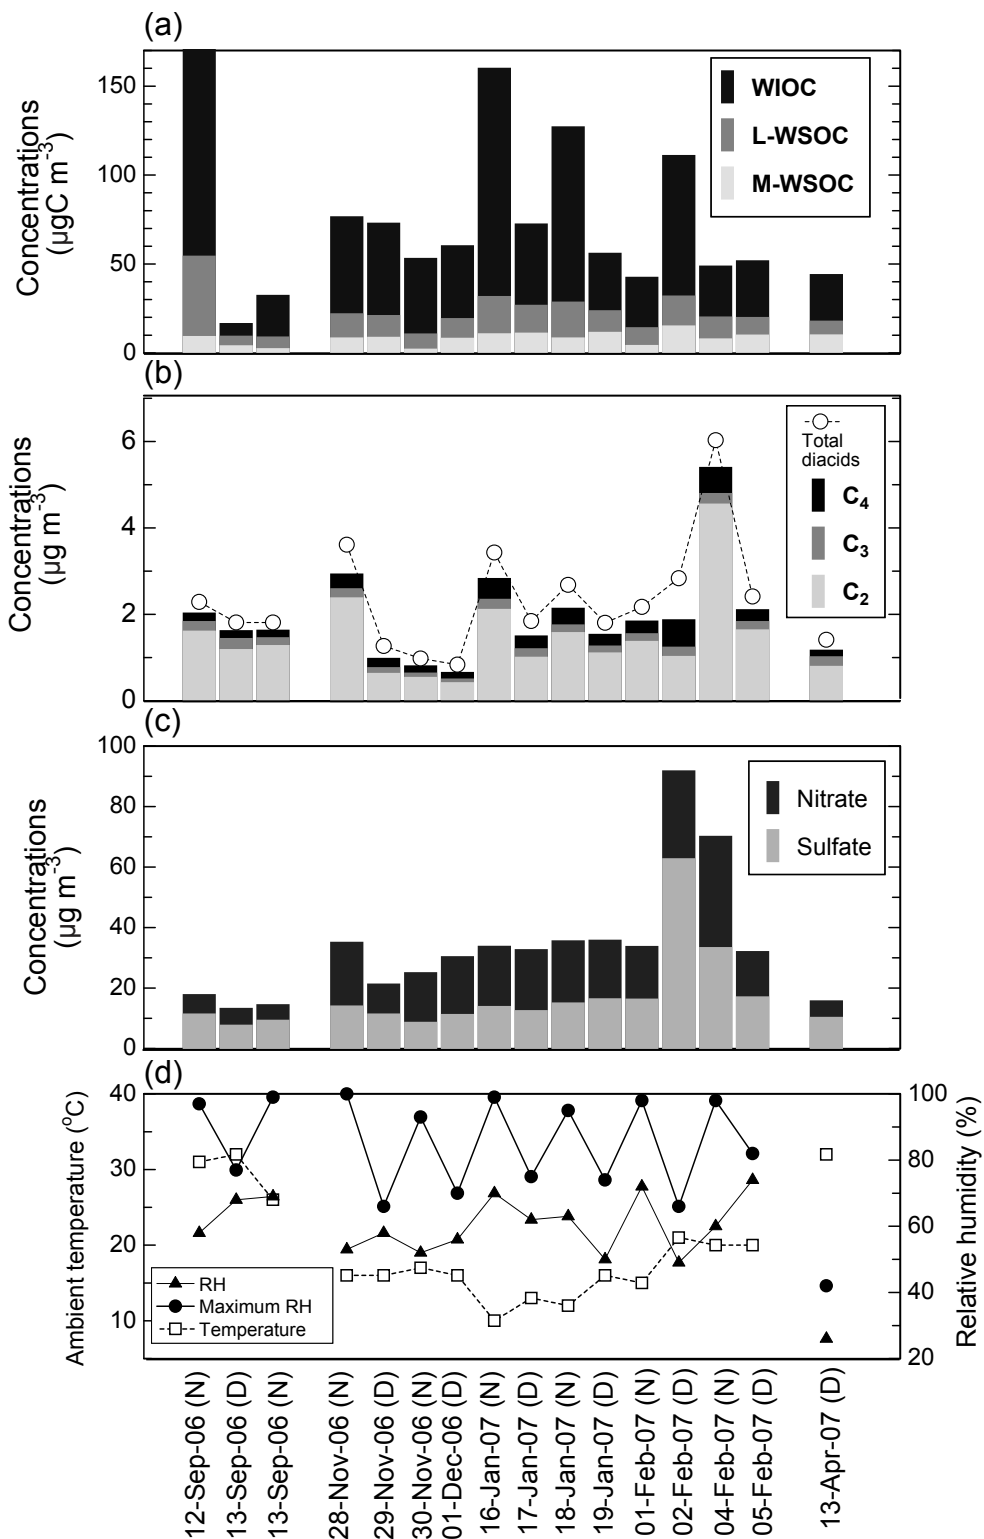 (a)
Concentrations
(µgC m-3)
150
100
50
0
WIOC
L-WSOC
M-WSOC
(b)
Concentrations
(µg m-3)
6
4
2
0
Total
diacids
C4
C3
C2
(c)
Concentrations
(µg m-3)
100
80
60
40
20
0
Nitrate
Sulfate
(d)
Ambient temperature (oC)
40
30
20
10
RH
Maximum RH
Temperature
100
80
60
40
20
Relative humidity (%)
12-Sep-06 (N)
13-Sep-06 (D)
13-Sep-06 (N)
28-Nov-06 (N)
29-Nov-06 (D)
30-Nov-06 (N)
01-Dec-06 (D)
16-Jan-07 (N)
17-Jan-07 (D)
18-Jan-07 (N)
19-Jan-07 (D)
01-Feb-07 (N)
02-Feb-07 (D)
04-Feb-07 (N)
05-Feb-07 (D)
13-Apr-07 (D)